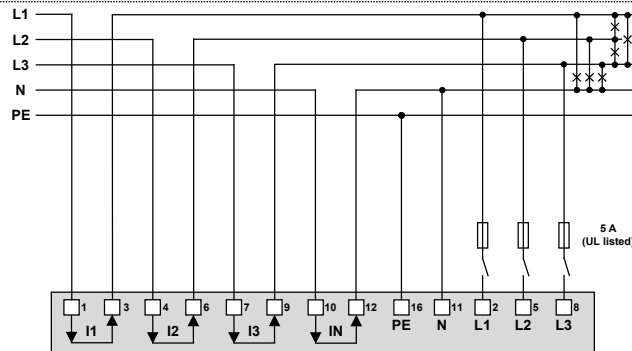 L1
L2
L3
N
PE
5 A
(UL listed)
1 3 4 6 7 9 10 12 16 11 2 5 8
I1 I2 I3 IN PE N L1 L2 L3